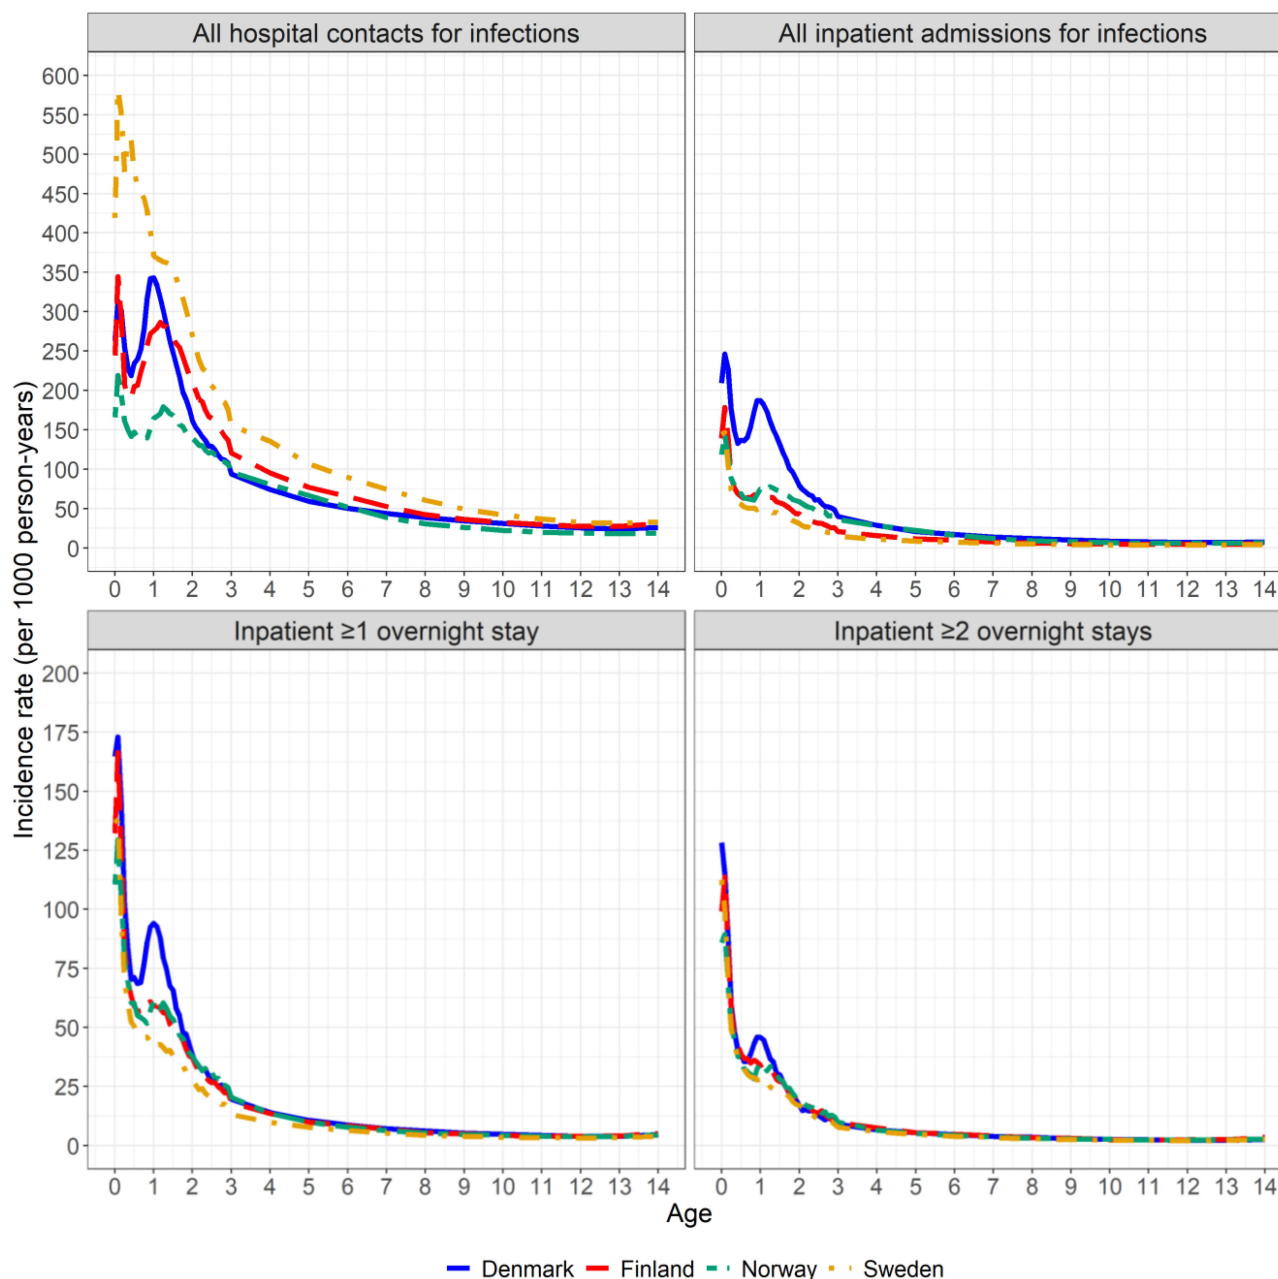 All hospital contacts for infections
All inpatient admissions for infections
600
550
500
450
400
350
300
250
200
150
100
50
0
0 1 2 3 4 5 6 7 8 9 10 11 12 13 14
0 1 2 3 4 5 6 7 8 9 10 11 12 13 14
Incidence rate (per 1000 person-years)
Inpatient ≥1 overnight stay
Inpatient ≥2 overnight stays
200
175
150
125
100
75
50
25
0
0 1 2 3 4 5 6 7 8 9 10 11 12 13 14
0 1 2 3 4 5 6 7 8 9 10 11 12 13 14
Age
Denmark Finland Norway Sweden